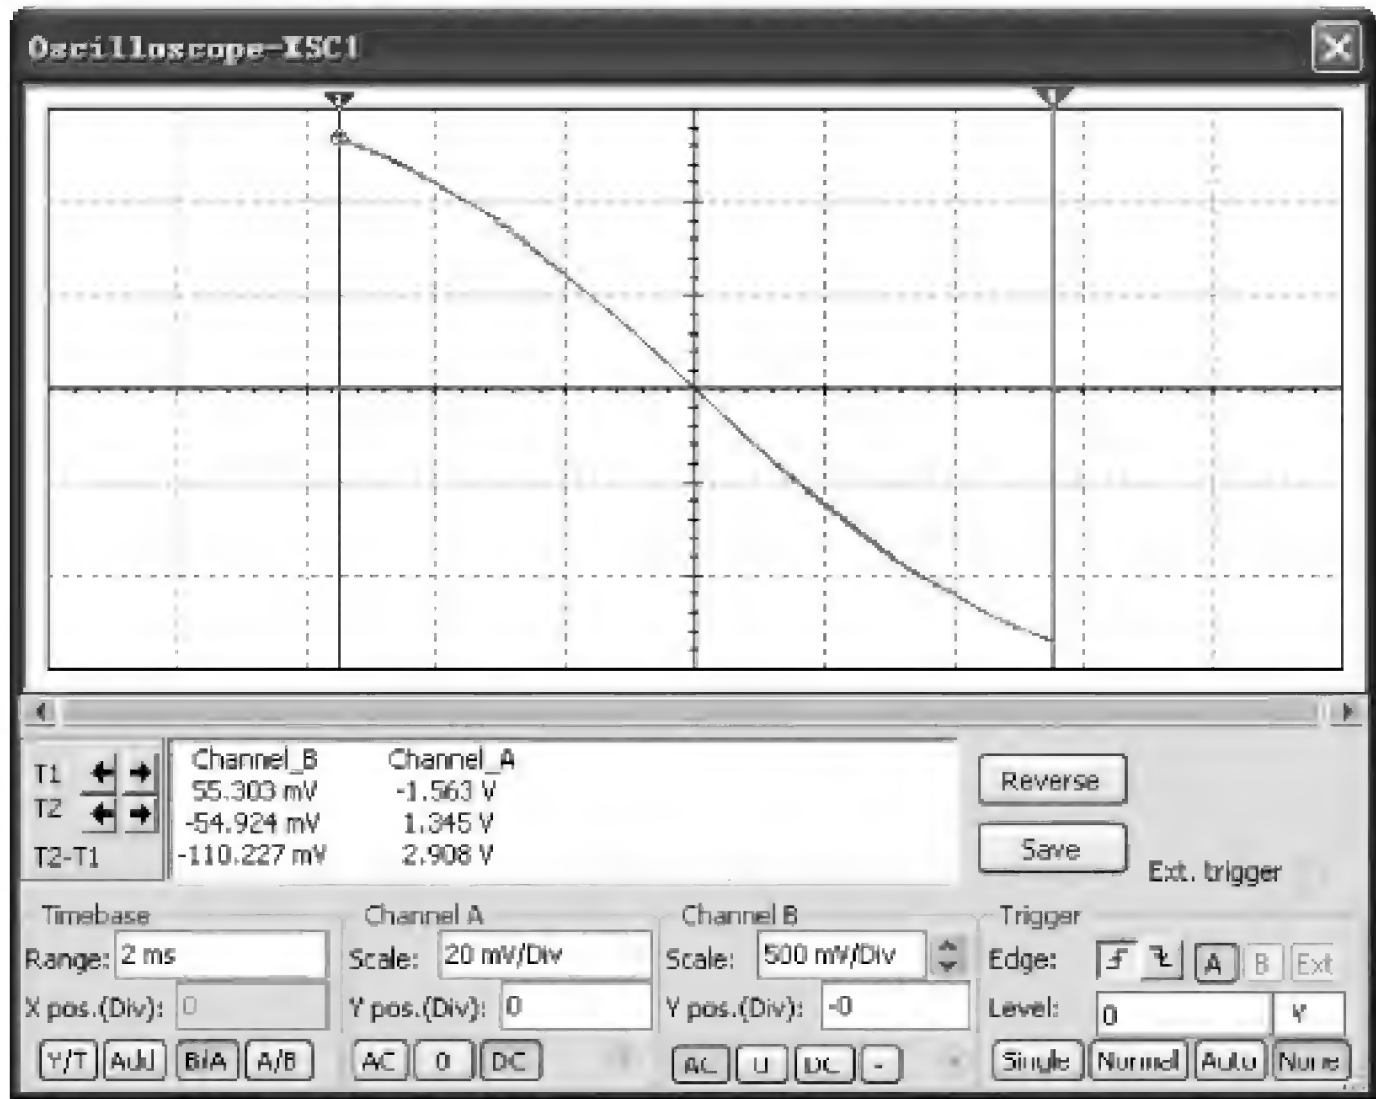 Oscilloscope-XSC1
2 1
Channel_B Channel_A
T1 55.303 mV -1.563 V
T2 -54.924 mV 1.345 V
T2-T1 -110.227 mV 2.908 V
Reverse
Save
Ext. trigger
Timebase Channel A Channel B Trigger
Range: 2 ms Scale: 20 mV/Div Scale: 500 mV/Div Edge: A B Ext
X pos.(Div): 0 Y pos.(Div): 0 Y pos.(Div): -0 Level: 0 V
Y/T Add B/A A/B AC 0 DC AC 0 DC - Single Normal Auto None